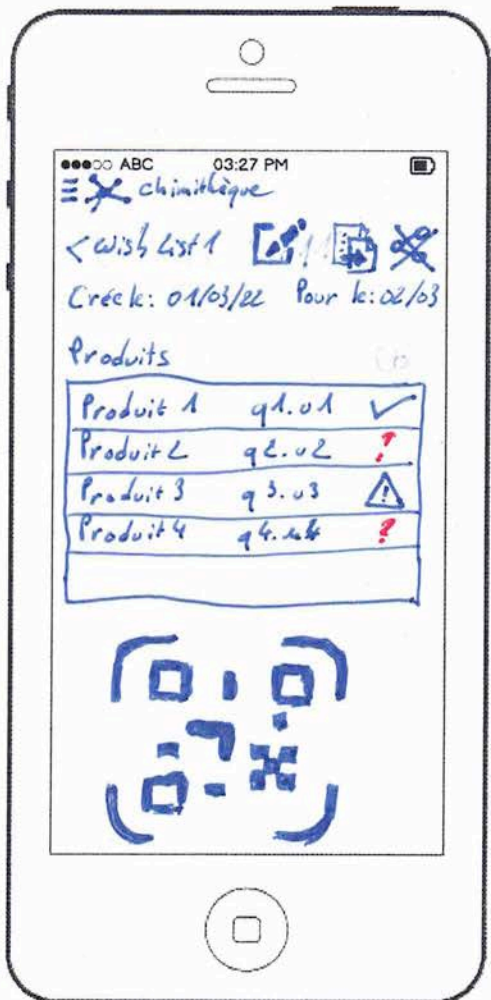 ABC 03:27 PM
chimithèque
< Wish List 1
Créé le: 01/03/22 Pour le: 02/03
Produits
Produit 1 q1.u1 ✓
Produit 2 q2.u2 !
Produit 3 q3.u3 ⚠
Produit 4 q4.u4 ?